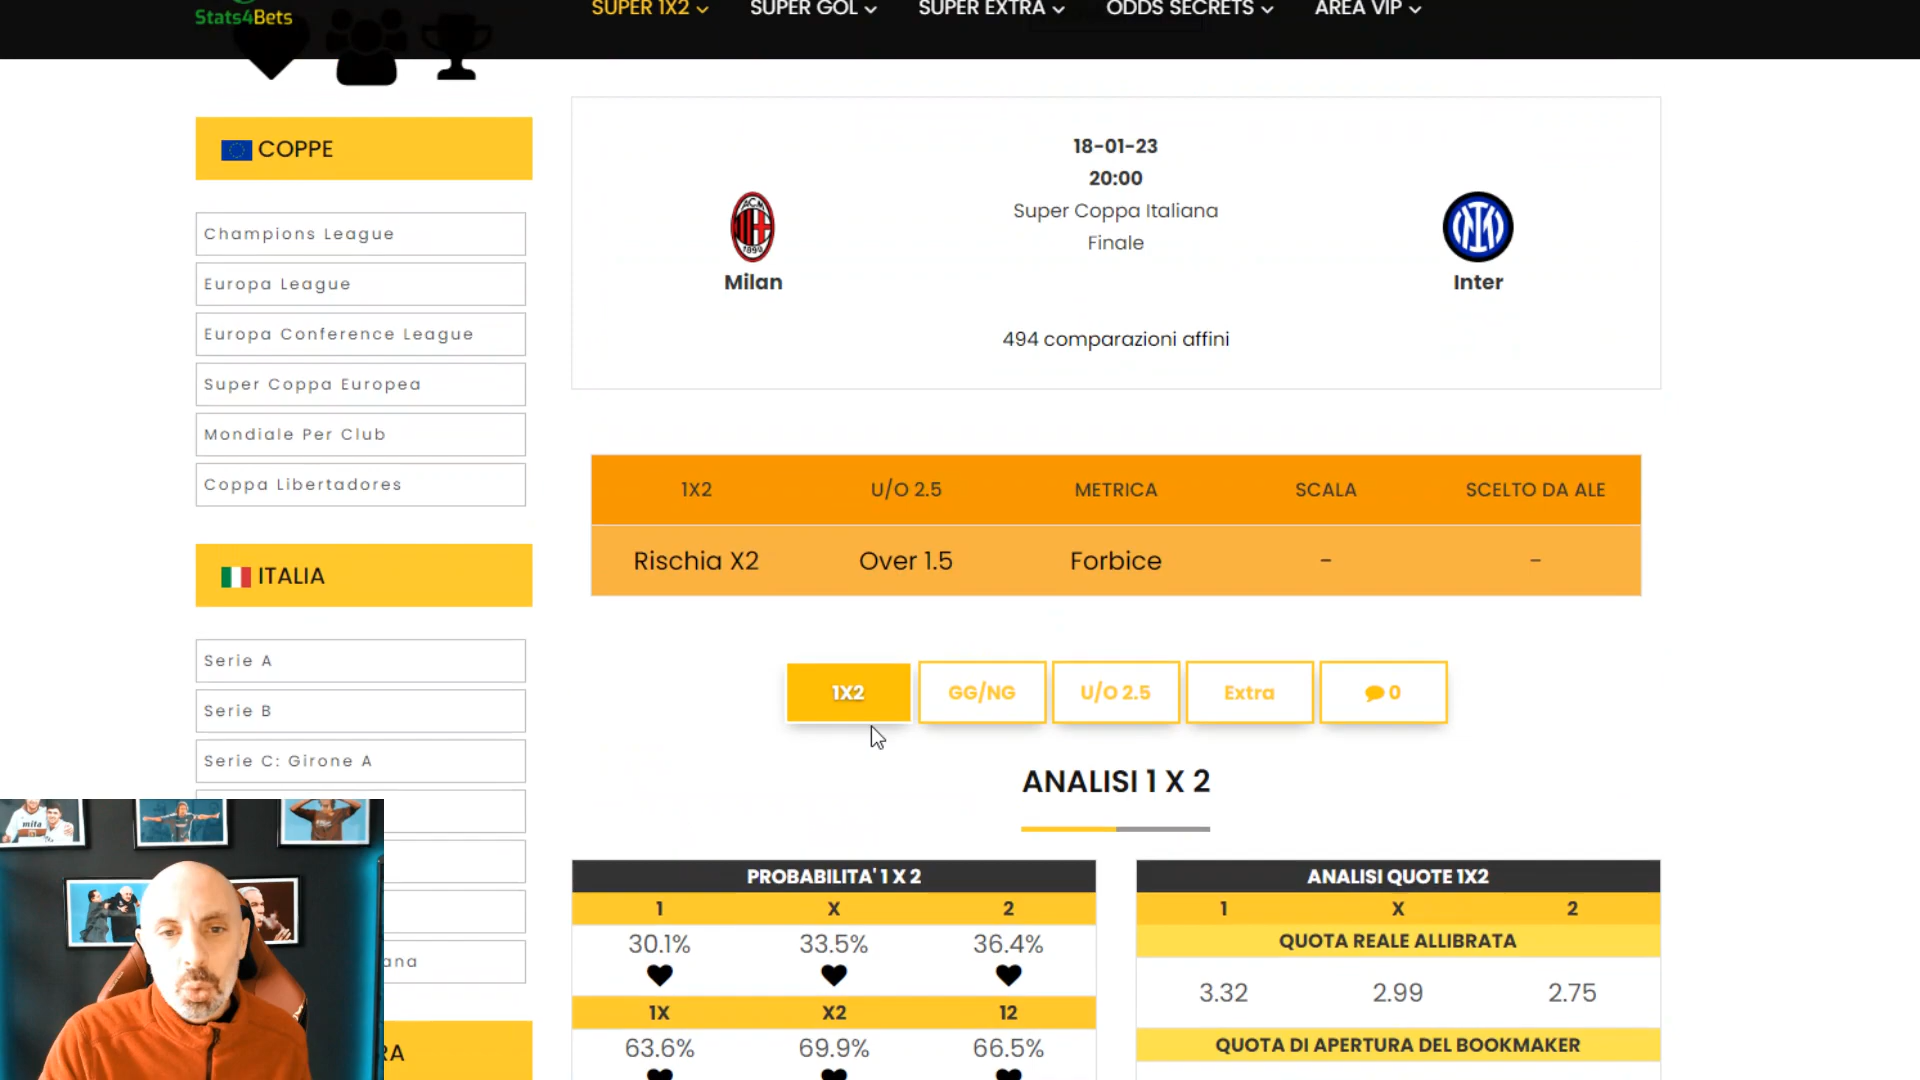 Stats4Bets
SUPER 1X2
SUPER GOL
SUPER EXTRA
ODDS SECRETS
AREA VIP
COPPE
Champions League
Europa League
Europa Conference League
Super Coppa Europea
Mondiale Per Club
Coppa Libertadores
ITALIA
Serie A
Serie B
Serie C: Girone A
ana
RA
18-01-23
20:00
Super Coppa Italiana
Finale
ACM
1899
Milan
Inter
494 comparazioni affini
1X2 U/O 2.5 METRICA SCALA SCELTO DA ALE
Rischia X2 Over 1.5 Forbice - -
1X2 GG/NG U/O 2.5 Extra 0
ANALISI 1 X 2
PROBABILITA' 1 X 2
1 X 2
30.1% 33.5% 36.4%
1X X2 12
63.6% 69.9% 66.5%
ANALISI QUOTE 1X2
1 X 2
QUOTA REALE ALLIBRATA
3.32 2.99 2.75
QUOTA DI APERTURA DEL BOOKMAKER
mita